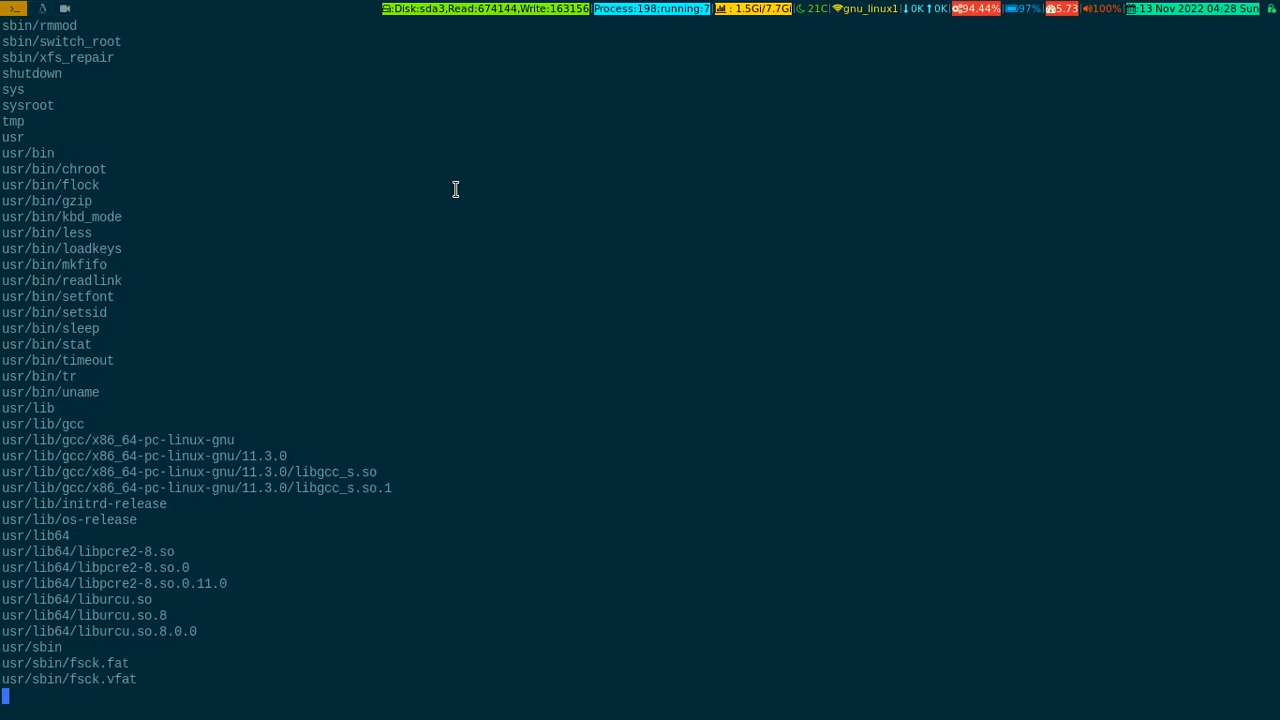 :Disk:sda3,Read:674144,Write:163156 Process:198;running:7 : 1.5Gi/7.7G 21C gnu_linux1 0K 0K 94.44% 97% 5.73 100% :13 Nov 2022 04:28 Sun
sbin/rmmod
sbin/switch_root
sbin/xfs_repair
shutdown
sys
sysroot
tmp
usr
usr/bin
usr/bin/chroot
usr/bin/flock
usr/bin/gzip
usr/bin/kbd_mode
usr/bin/less
usr/bin/loadkeys
usr/bin/mkfifo
usr/bin/readlink
usr/bin/setfont
usr/bin/setsid
usr/bin/sleep
usr/bin/stat
usr/bin/timeout
usr/bin/tr
usr/bin/uname
usr/lib
usr/lib/gcc
usr/lib/gcc/x86_64-pc-linux-gnu
usr/lib/gcc/x86_64-pc-linux-gnu/11.3.0
usr/lib/gcc/x86_64-pc-linux-gnu/11.3.0/libgcc_s.so
usr/lib/gcc/x86_64-pc-linux-gnu/11.3.0/libgcc_s.so.1
usr/lib/initrd-release
usr/lib/os-release
usr/lib64
usr/lib64/libpcre2-8.so
usr/lib64/libpcre2-8.so.0
usr/lib64/libpcre2-8.so.0.11.0
usr/lib64/liburcu.so
usr/lib64/liburcu.so.8
usr/lib64/liburcu.so.8.0.0
usr/sbin
usr/sbin/fsck.fat
usr/sbin/fsck.vfat